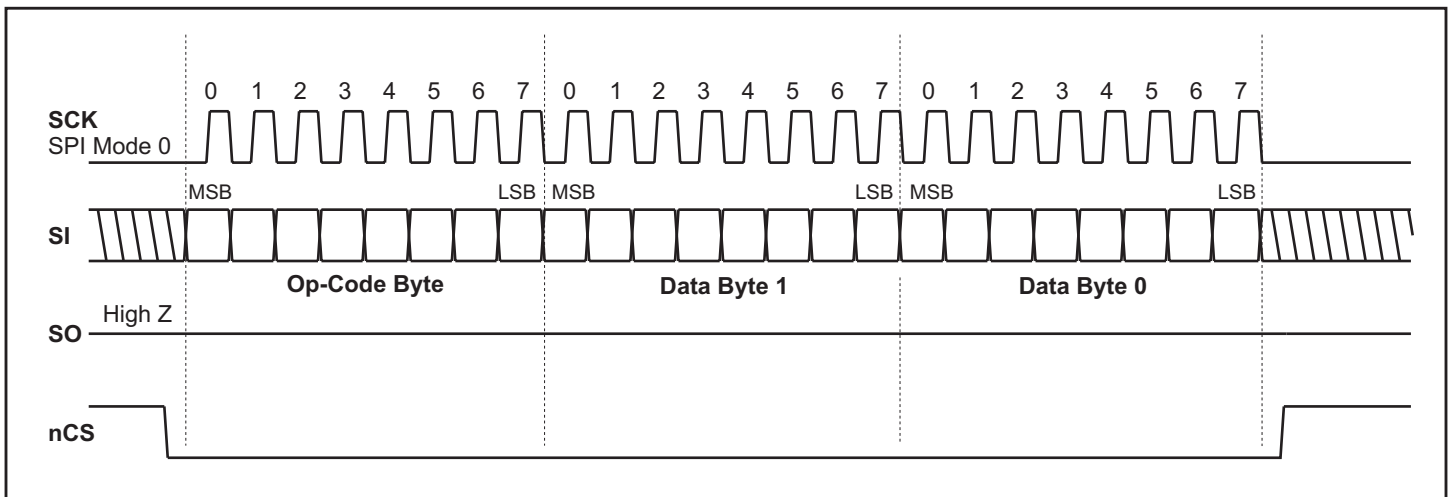 0 1 2 3 4 5 6 7 0 1 2 3 4 5 6 7 0 1 2 3 4 5 6 7
SCK
SPI Mode 0
MSB LSB MSB LSB MSB LSB
SI
Op-Code Byte Data Byte 1 Data Byte 0
High Z
SO
nCS